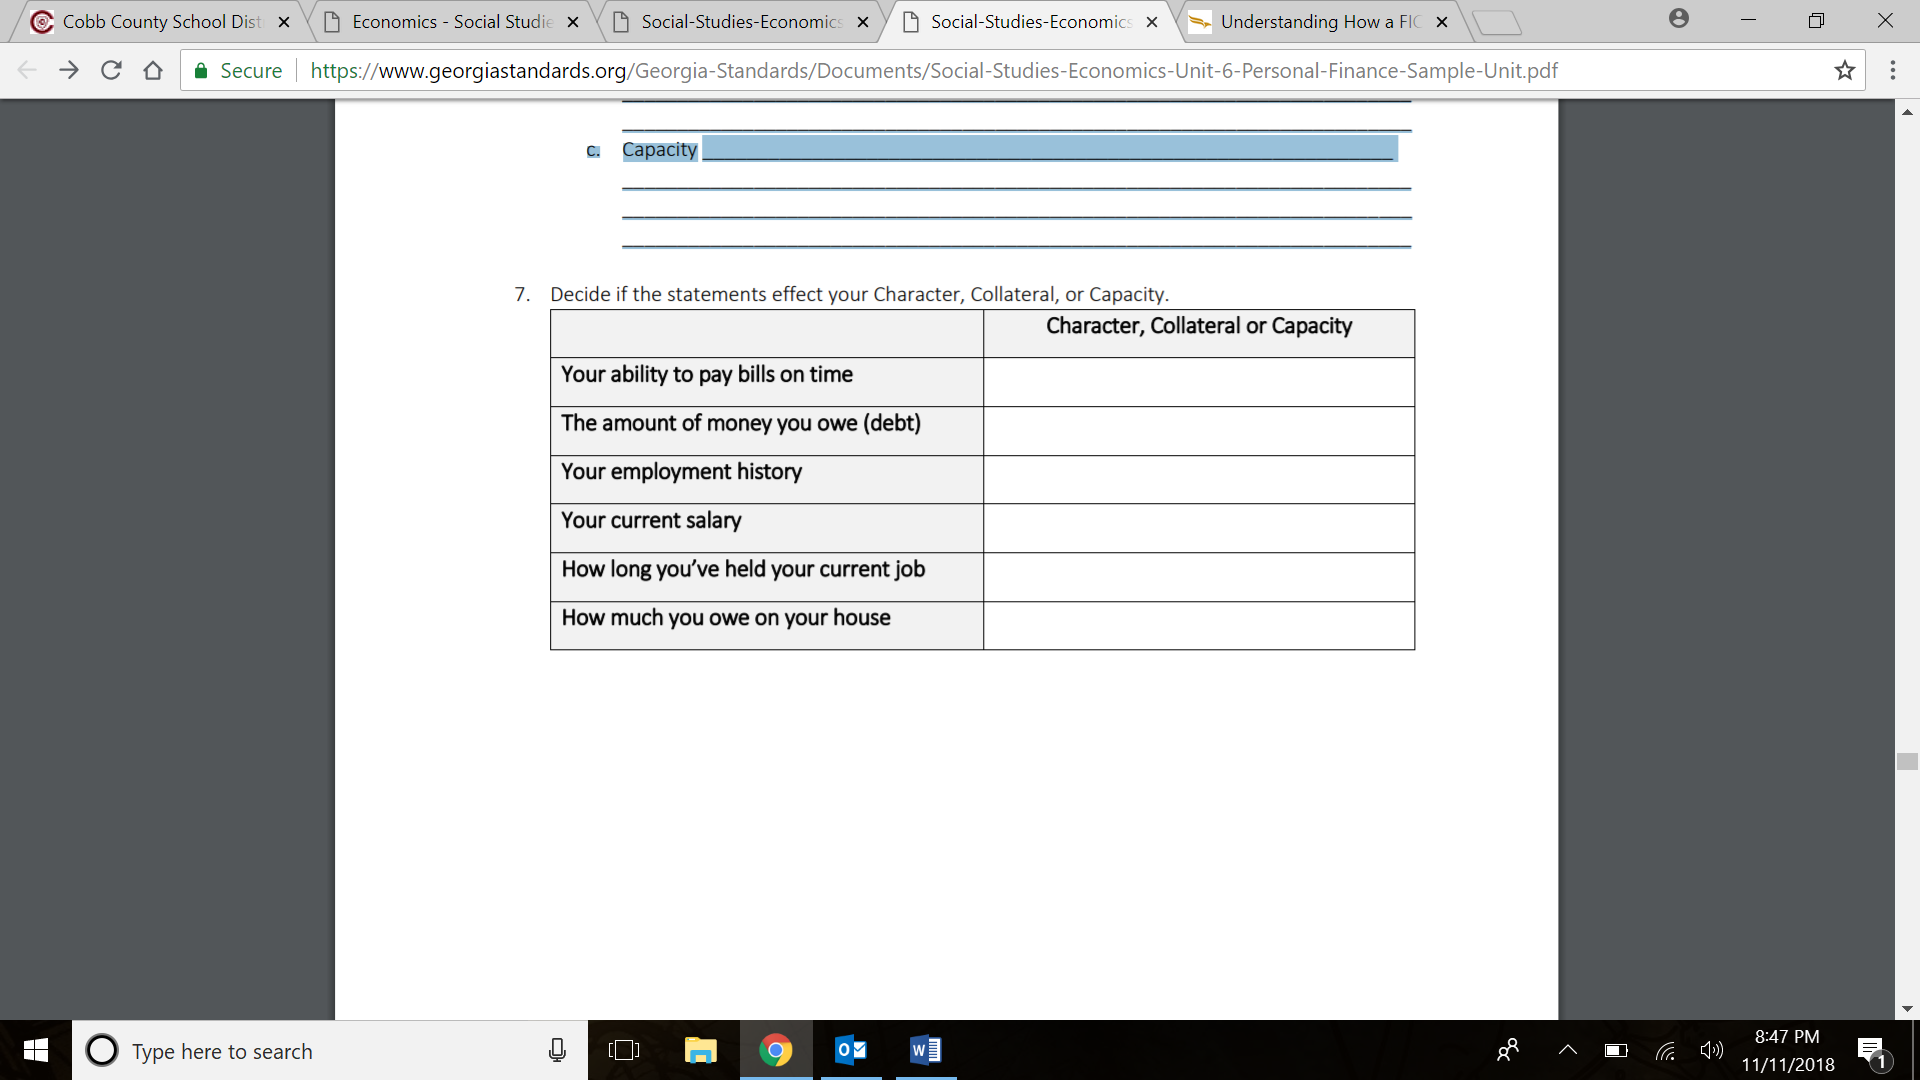 Cobb County School Dist
Economics - Social Studie
Social-Studies-Economics
Social-Studies-Economics
Understanding How a FIC
Secure
https://www.georgiastandards.org/Georgia-Standards/Documents/Social-Studies-Economics-Unit-6-Personal-Finance-Sample-Unit.pdf
c. Capacity
7. Decide if the statements effect your Character, Collateral, or Capacity.
Character, Collateral or Capacity
Your ability to pay bills on time
The amount of money you owe (debt)
Your employment history
Your current salary
How long you’ve held your current job
How much you owe on your house
Type here to search
8:47 PM
11/11/2018
1